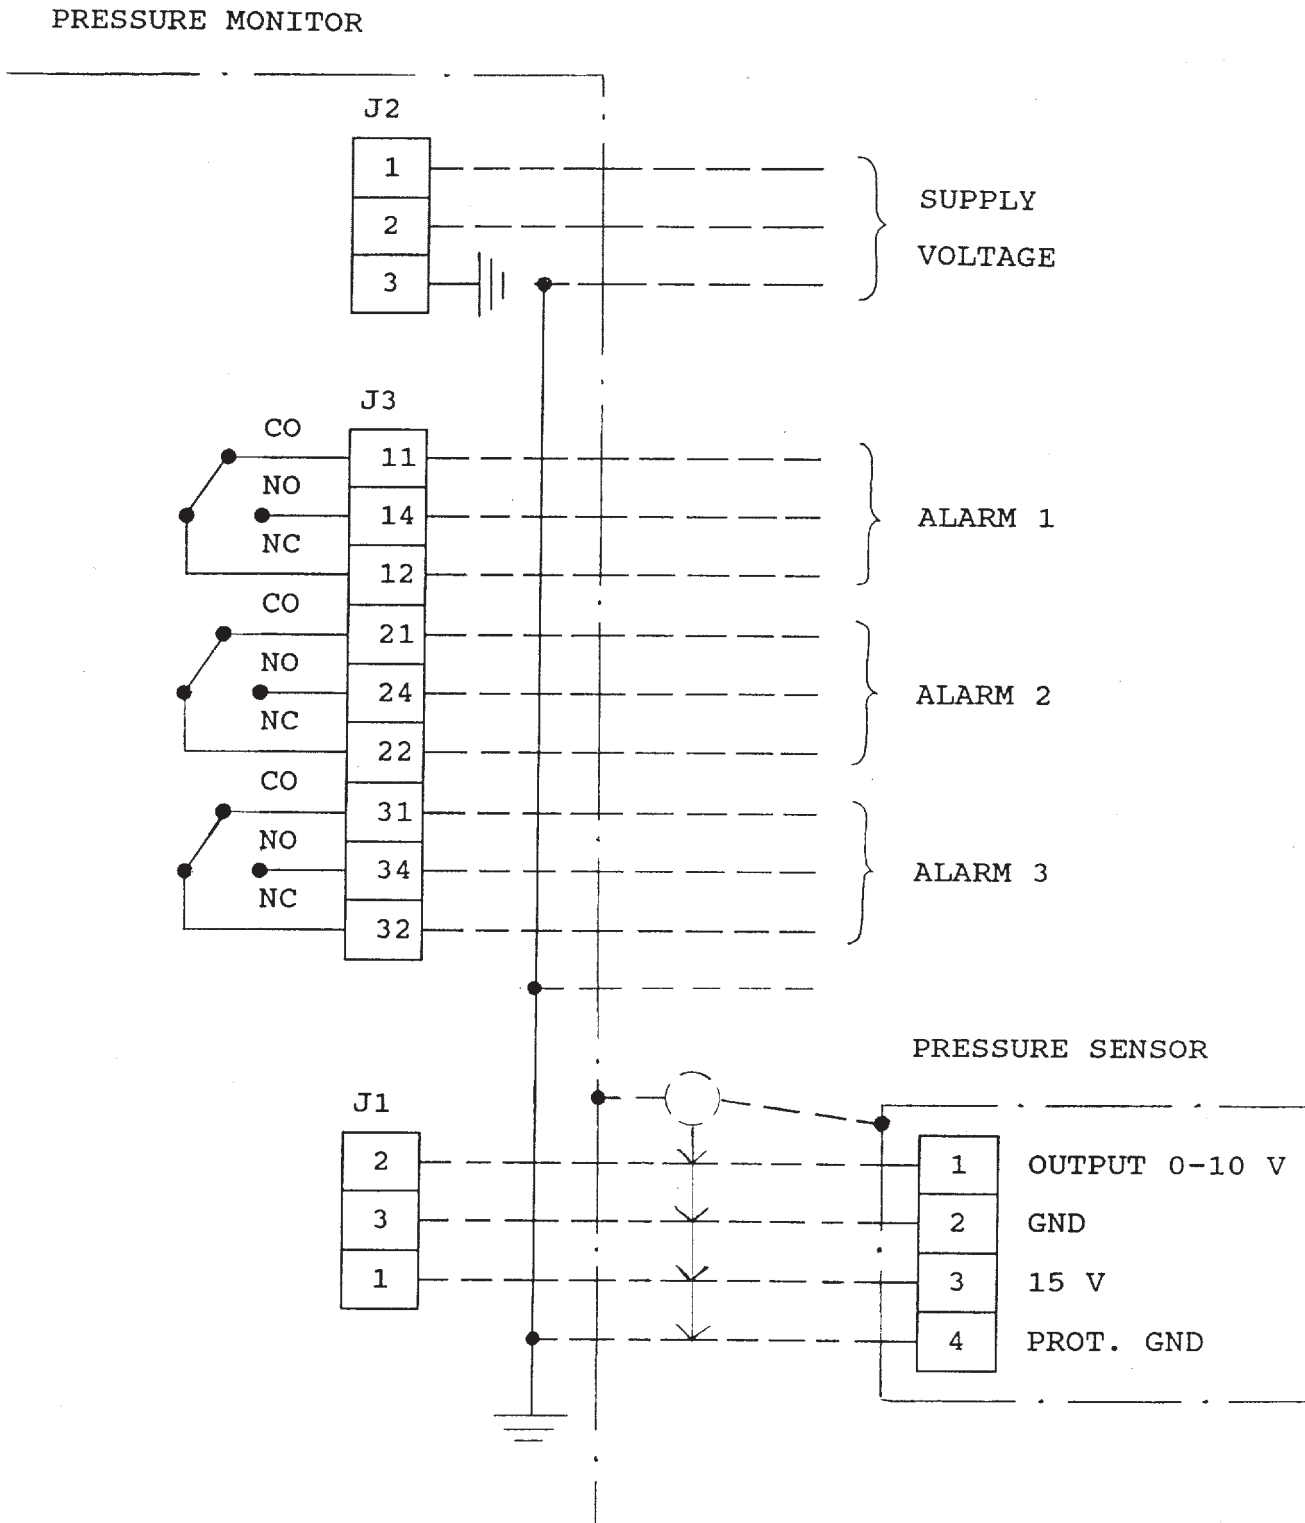 PRESSURE MONITOR
J2
1
2
3
SUPPLY
VOLTAGE
J3
CO
11
NO
14
NC
12
ALARM 1
CO
21
NO
24
NC
22
ALARM 2
CO
31
NO
34
NC
32
ALARM 3
PRESSURE SENSOR
J1
2
3
1
1 OUTPUT 0-10 V
2 GND
3 15 V
4 PROT. GND